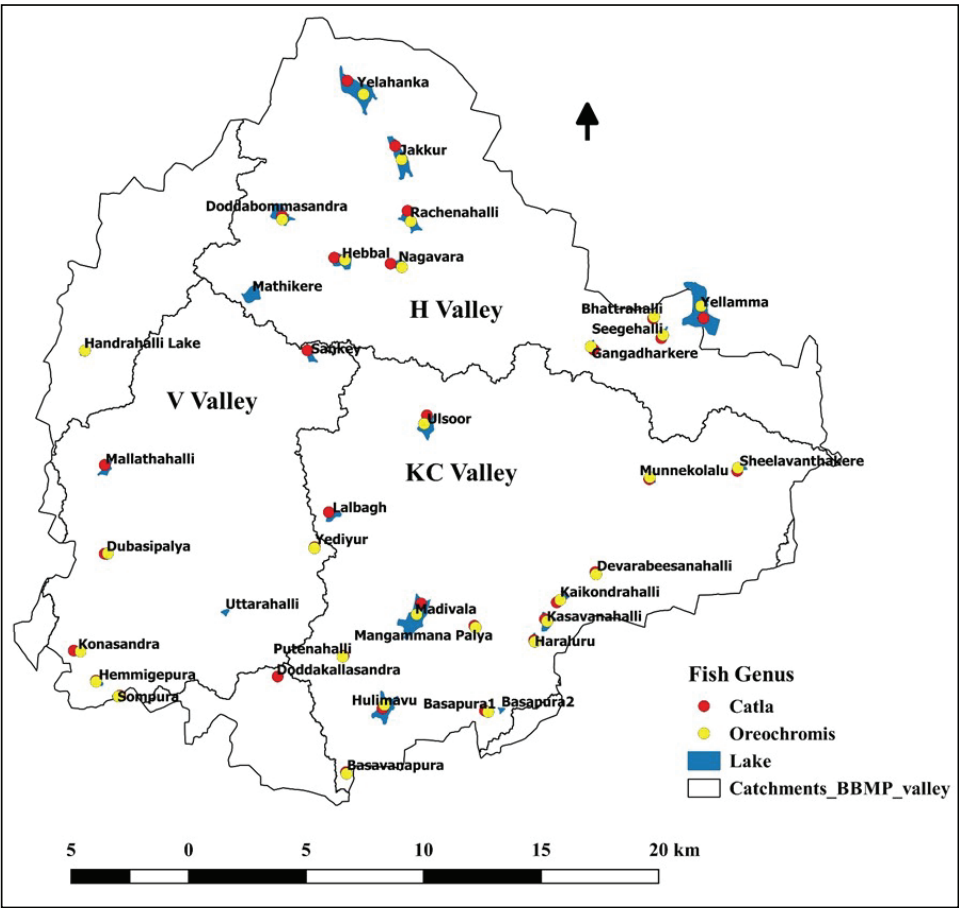 Yelahanka
Jakkur
Doddabommasandra
Rachenahalli
Hebbal
Nagavara
Mathikere
H Valley
Yellamma
Bhattrahalli
Seegehalli
Gangadharkere
Handrahalli Lake
Sankey
V Valley
Ulsoor
KC Valley
Mallathahalli
Munnekolalu
Sheelavanthakere
Lalbagh
Yediyur
Dubasipalya
Devarabeesanahalli
Kaikondrahalli
Uttarahalli
Madivala
Kasavanahalli
Mangammana Palya
Haraluru
Konasandra
Putenahalli
Doddakallasandra
Hemmigepura
Sompura
Hulimavu
Basapura1
Basapura2
Basavanapura
Fish Genus
Catla
Oreochromis
Lake
Catchments_BBMP_valley
5 0 5 10 15 20 km